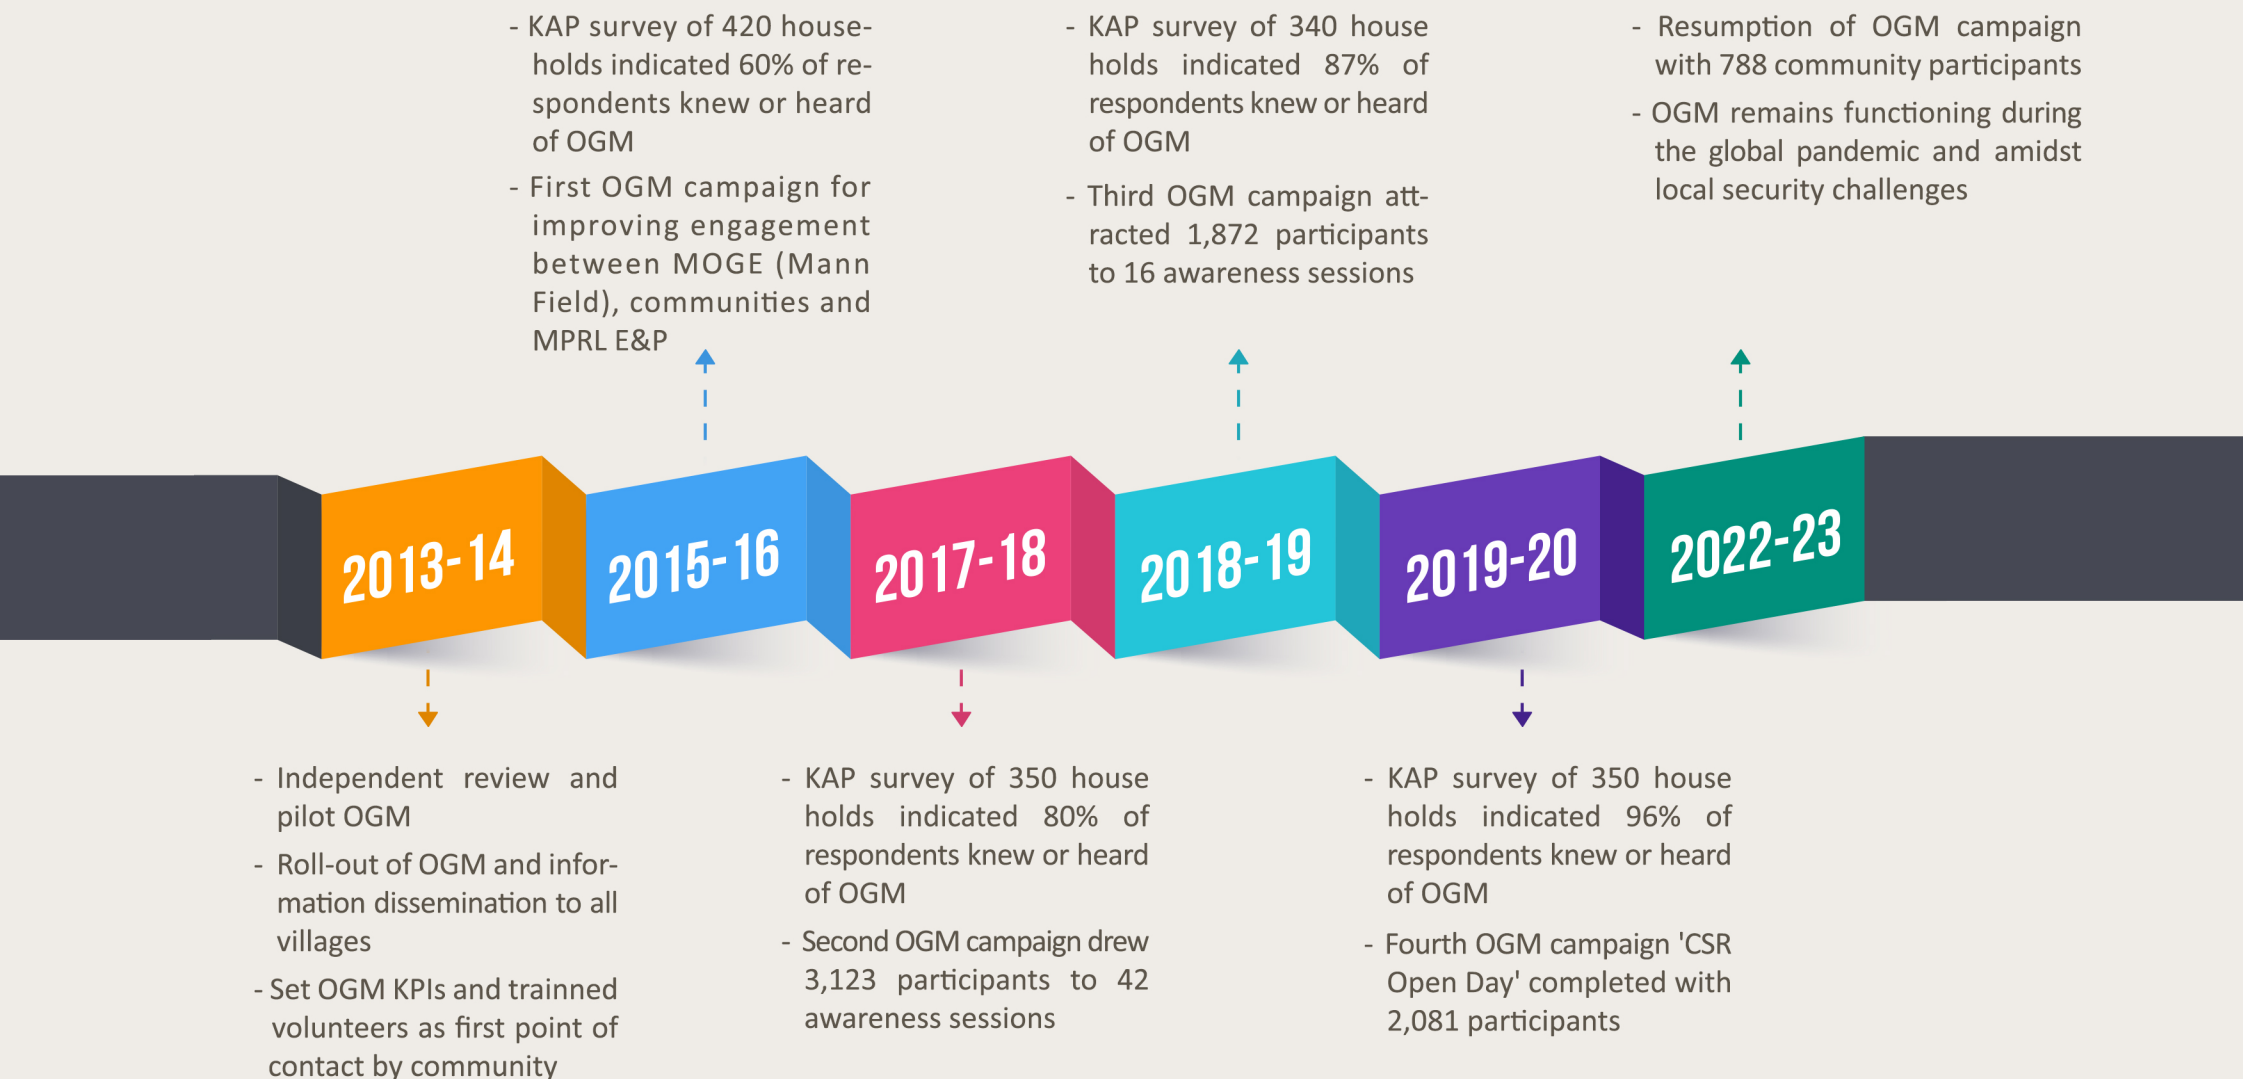 - KAP survey of 420 house-
holds indicated 60% of re-
spondents knew or heard
of OGM
- First OGM campaign for
improving engagement
between MOGE (Mann
Field), communities and
MPRL E&P
- KAP survey of 340 house
holds indicated 87% of
respondents knew or heard
of OGM
- Third OGM campaign att-
racted 1,872 participants
to 16 awareness sessions
- Resumption of OGM campaign
with 788 community participants
- OGM remains functioning during
the global pandemic and amidst
local security challenges
2013-14
2015-16
2017-18
2018-19
2019-20
2022-23
- Independent review and
pilot OGM
- Roll-out of OGM and infor-
mation dissemination to all
villages
- Set OGM KPIs and trainned
volunteers as first point of
contact by community
- KAP survey of 350 house
holds indicated 80% of
respondents knew or heard
of OGM
- Second OGM campaign drew
3,123 participants to 42
awareness sessions
- KAP survey of 350 house
holds indicated 96% of
respondents knew or heard
of OGM
- Fourth OGM campaign 'CSR
Open Day' completed with
2,081 participants